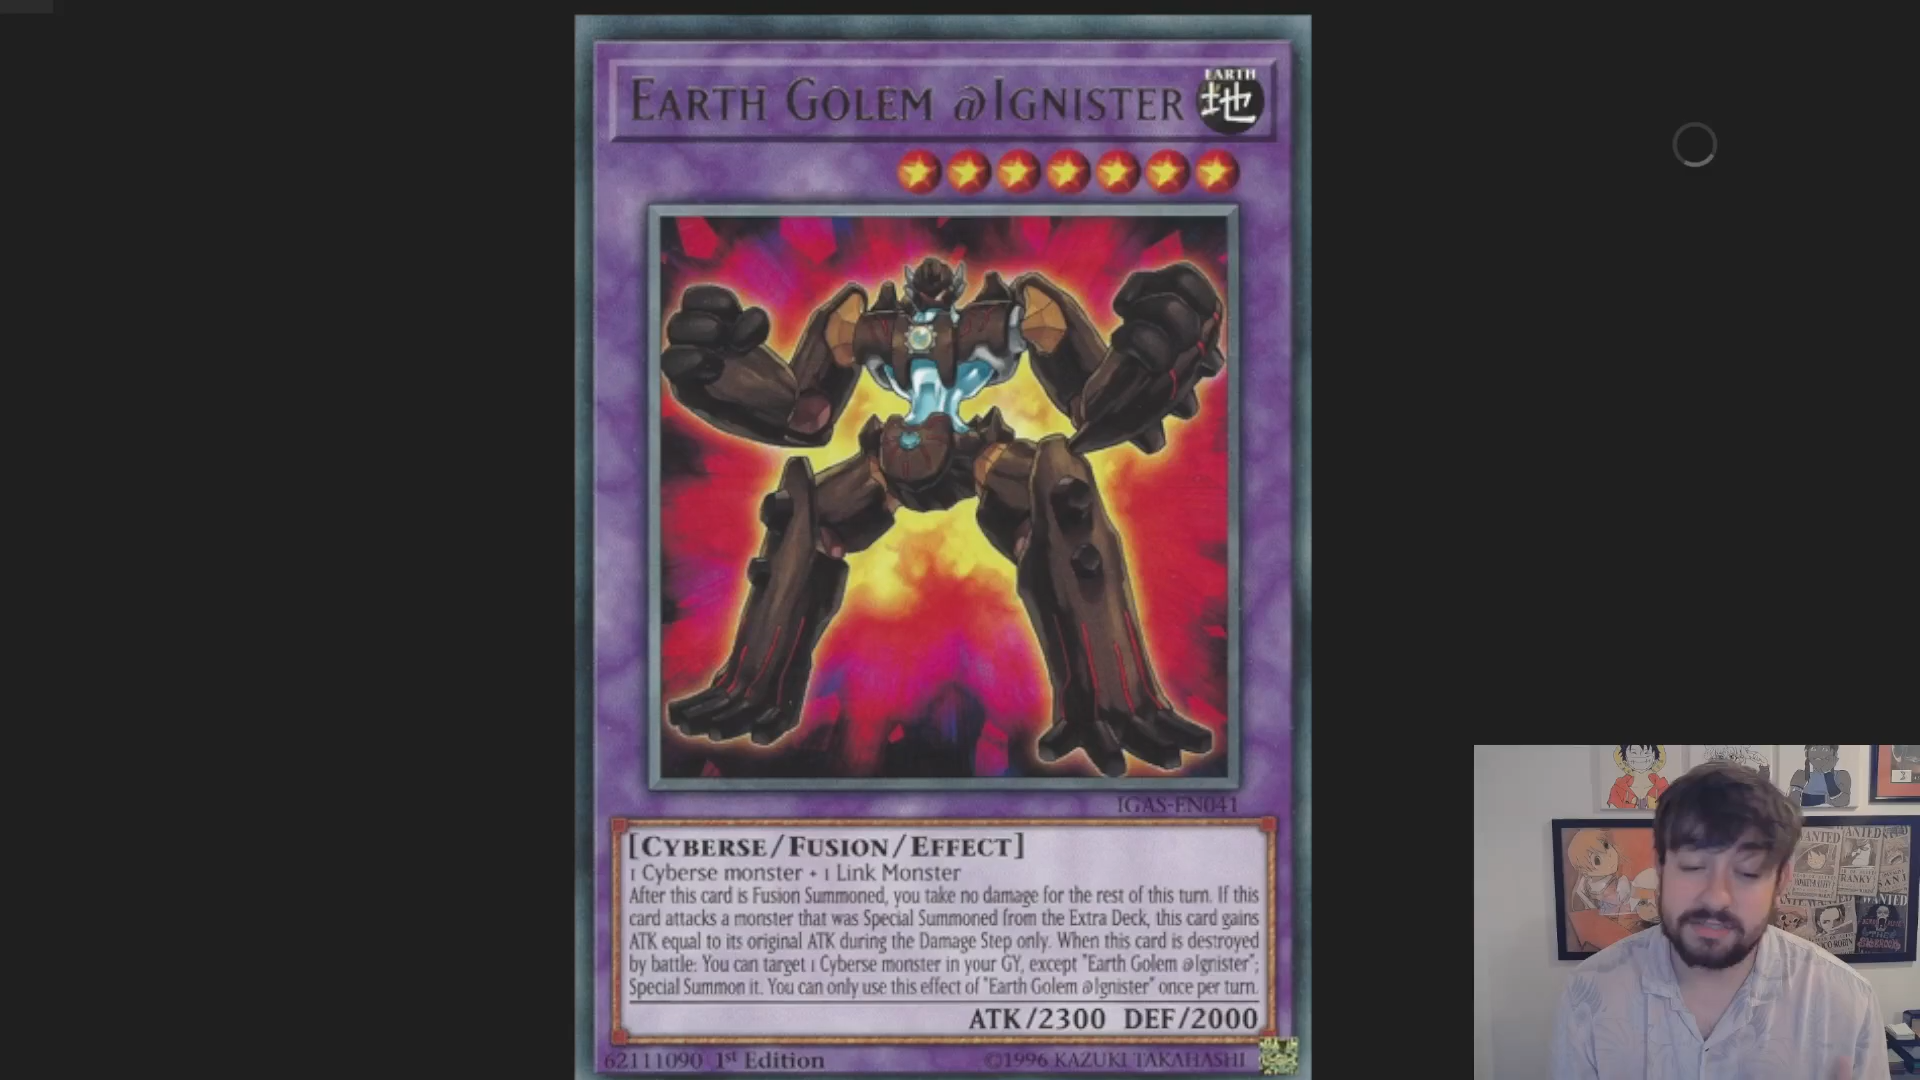 EARTH GOLEM @IGNISTER
EARTH
地
IGAS-EN041
[CYBERSE/FUSION/EFFECT]
1 Cyberse monster + 1 Link Monster
After this card is Fusion Summoned, you take no damage for the rest of this turn. If this
card attacks a monster that was Special Summoned from the Extra Deck, this card gains
ATK equal to its original ATK during the Damage Step only. When this card is destroyed
by battle: You can target 1 Cyberse monster in your GY, except "Earth Golem @Ignister";
Special Summon it. You can only use this effect of "Earth Golem @Ignister" once per turn.
ATK/2300 DEF/2000
62111090 1st Edition
©1996 KAZUKI TAKAHASHI
WANTED
WANTED
WANTED